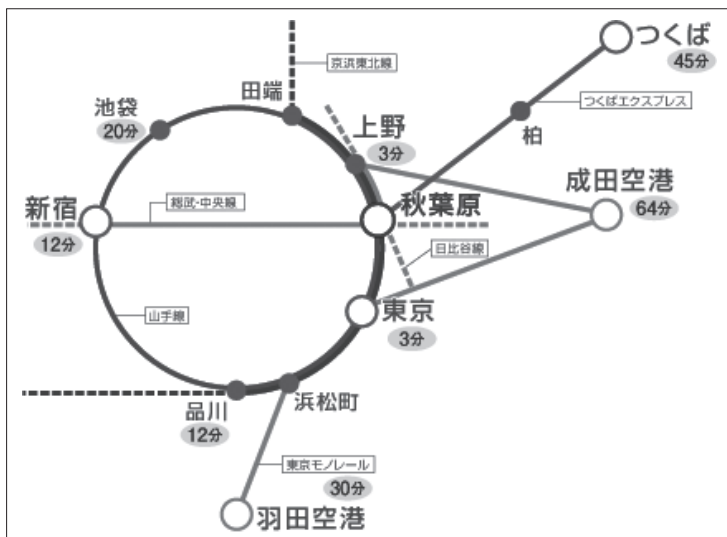 つくば
45分
京浜東北線
田端
つくばエクスプレス
池袋
20分
上野
3分
柏
成田空港
64分
新宿
12分
総武・中央線
秋葉原
日比谷線
山手線
東京
3分
品川
12分
浜松町
東京モノレール
30分
羽田空港